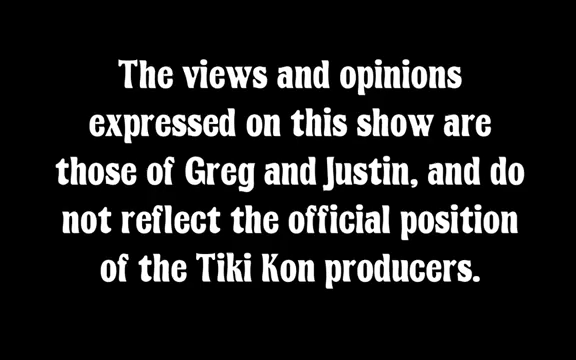 The views and opinions
expressed on this show are
those of Greg and Justin, and do
not reflect the official position
of the Tiki Kon producers.